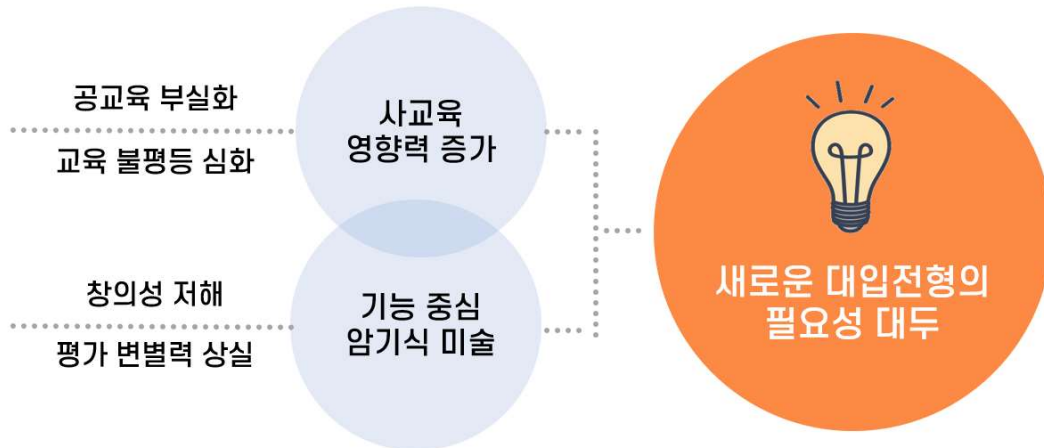 공교육 부실화
교육 불평등 심화
사교육
영향력 증가
창의성 저해
평가 변별력 상실
기능 중심
암기식 미술
새로운 대입전형의
필요성 대두